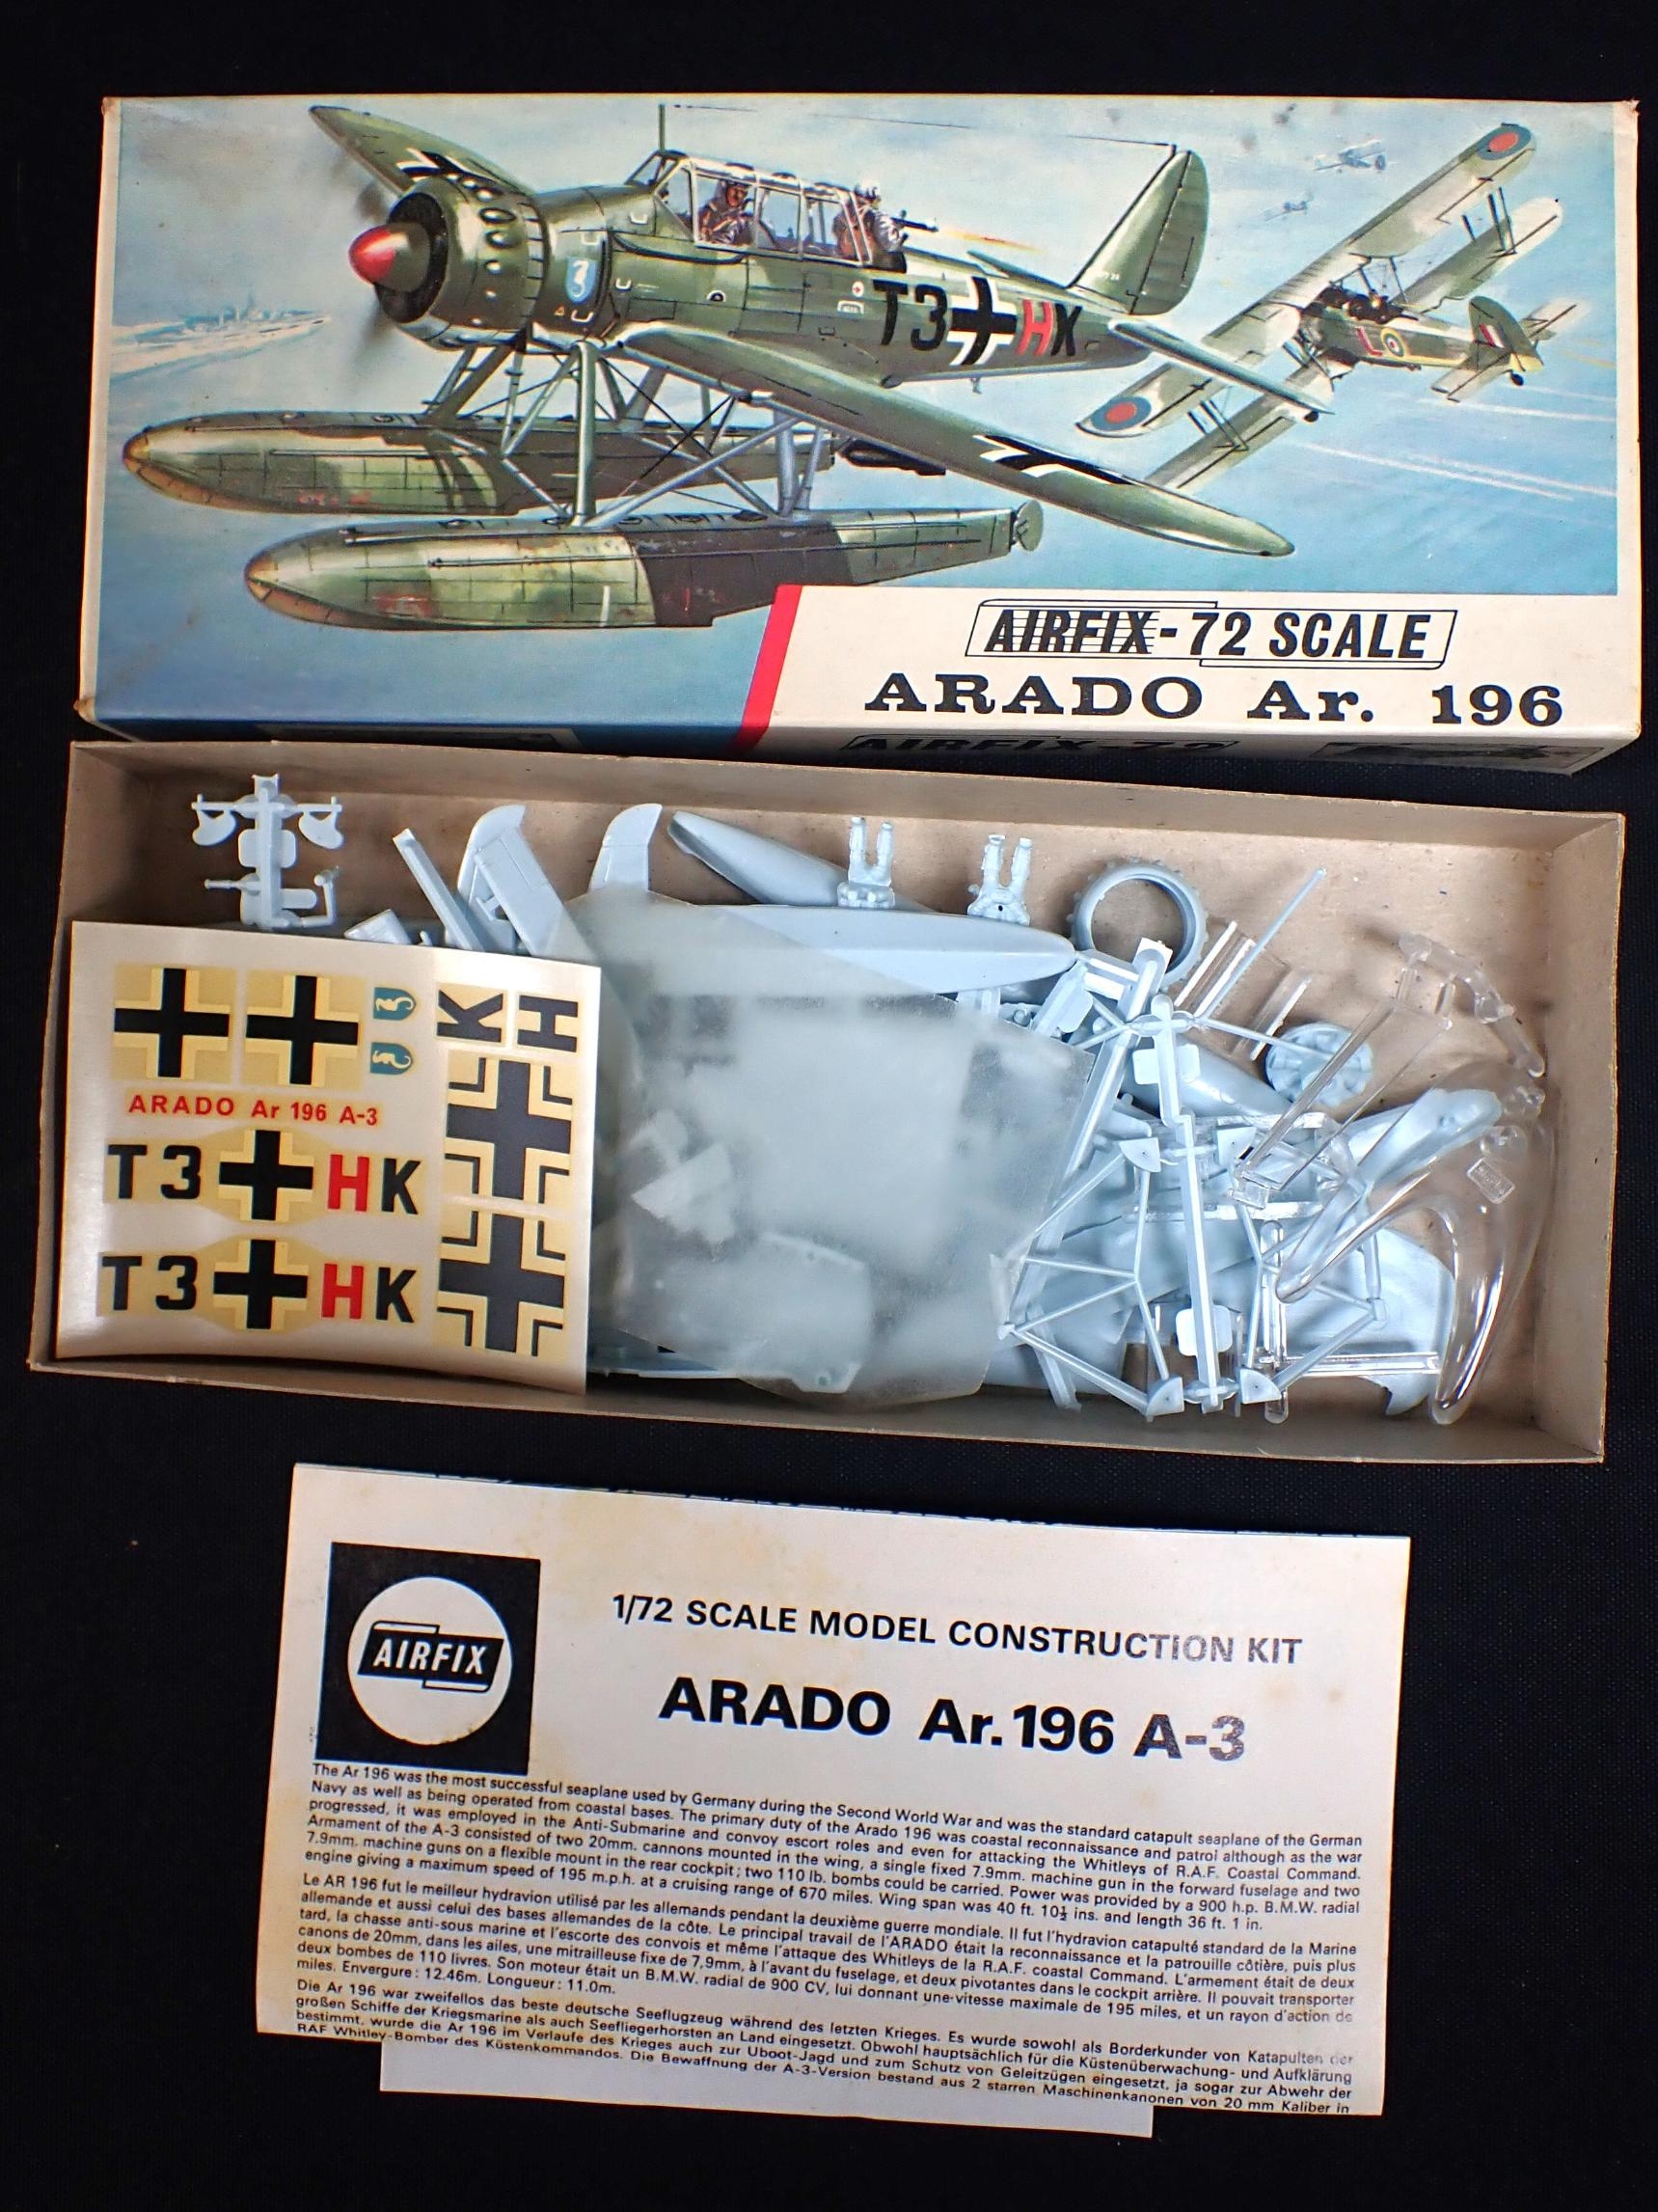 T3 HK
L
AIRFIX-72 SCALE
ARADO Ar. 196
AIRFIX-72
K H
ARADO Ar 196 A-3
T3 HK
T3 HK
AIRFIX
1/72 SCALE MODEL CONSTRUCTION KIT
ARADO Ar. 196 A-3
The Ar 196 was the most successful seaplane used by Germany during the Second World War and was the standard catapult seaplane of the German
Navy as well as being operated from coastal bases. The primary duty of the Arado 196 was coastal reconnaissance and patrol although as the war
progressed, it was employed in the Anti-Submarine and convoy escort roles and even for attacking the Whitleys of R.A.F. Coastal Command.
Armament of the A-3 consisted of two 20mm. cannons mounted in the wing, a single fixed 7.9mm. machine gun in the forward fuselage and two
7.9mm. machine guns on a flexible mount in the rear cockpit; two 110 lb. bombs could be carried. Power was provided by a 900 h.p. B.M.W. radial
engine giving a maximum speed of 195 m.p.h. at a cruising range of 670 miles. Wing span was 40 ft. 10½ ins. and length 36 ft. 1 in.
Le AR 196 fut le meilleur hydravion utilisé par les allemands pendant la deuxième guerre mondiale. Il fut l'hydravion catapulté standard de la Marine
allemande et aussi celui des bases allemandes de la côte. Le principal travail de l'ARADO était la reconnaissance et la patrouille côtière, puis plus
tard, la chasse anti-sous marine et l'escorte des convois et même l'attaque des Whitleys de la R.A.F. coastal Command. L'armement était de deux
canons de 20mm, dans les ailes, une mitrailleuse fixe de 7,9mm, à l'avant du fuselage, et deux pivotantes dans le cockpit arrière. Il pouvait transporter
deux bombes de 110 livres. Son moteur était un B.M.W. radial de 900 CV, lui donnant une vitesse maximale de 195 miles, et un rayon d'action de
miles. Envergure: 12.46m. Longueur: 11.0m.
Die Ar 196 war zweifellos das beste deutsche Seeflugzeug während des letzten Krieges. Es wurde sowohl als Borderkunder von Katapulten der
großen Schiffe der Kriegsmarine als auch Seefliegerhorsten an Land eingesetzt. Obwohl hauptsächlich für die Küstenüberwachung- und Aufklärung
bestimmt, wurde die Ar 196 im Verlaufe des Krieges auch zur Uboot-Jagd und zum Schutz von Geleitzügen eingesetzt, ja sogar zur Abwehr der
RAF Whitley-Bomber des Küstenkommandos. Die Bewaffnung der A-3-Version bestand aus 2 starren Maschinenkanonen von 20 mm Kaliber in